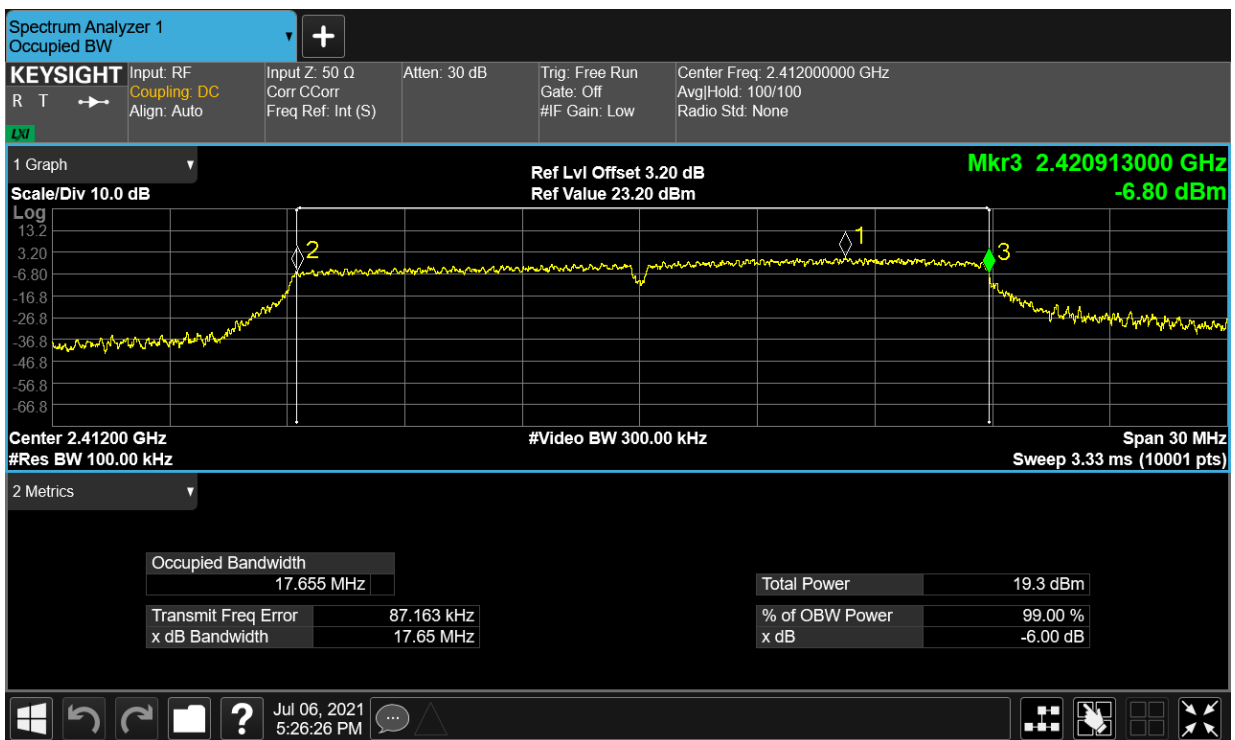 Spectrum Analyzer 1
Occupied BW
KEYSIGHT
R T
LXI
Input: RF
Coupling: DC
Align: Auto
Input Z: 50 Ω
Corr CCorr
Freq Ref: Int (S)
Atten: 30 dB
Trig: Free Run
Gate: Off
#IF Gain: Low
Center Freq: 2.412000000 GHz
Avg|Hold: 100/100
Radio Std: None
1 Graph
Scale/Div 10.0 dB
Ref Lvl Offset 3.20 dB
Ref Value 23.20 dBm
Mkr3 2.420913000 GHz
-6.80 dBm
Log
13.2
3.20
-6.80
-16.8
-26.8
-36.8
-46.8
-56.8
-66.8
2
1
3
Center 2.41200 GHz
#Res BW 100.00 kHz
#Video BW 300.00 kHz
Span 30 MHz
Sweep 3.33 ms (10001 pts)
2 Metrics
Occupied Bandwidth
17.655 MHz
Transmit Freq Error 87.163 kHz
x dB Bandwidth 17.65 MHz
Total Power 19.3 dBm
% of OBW Power 99.00 %
x dB -6.00 dB
?
Jul 06, 2021
5:26:26 PM